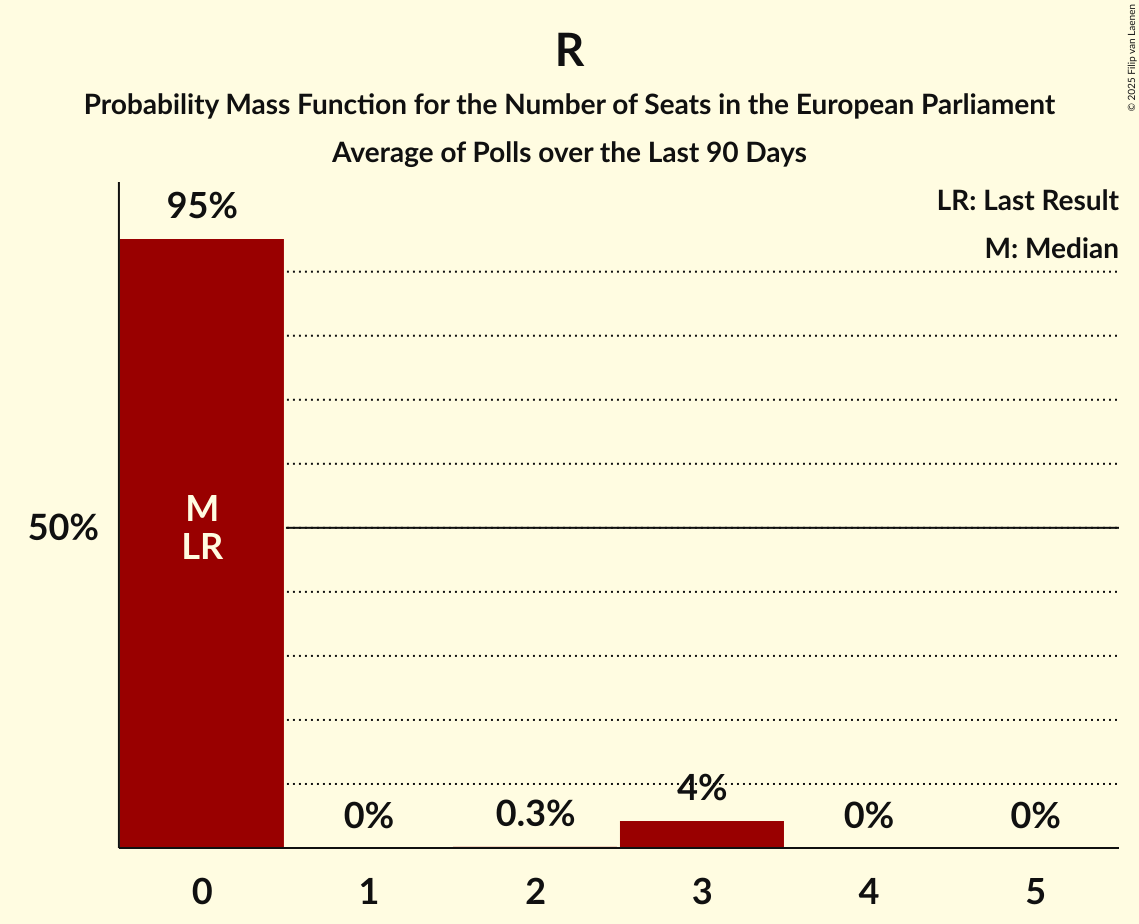 R
Probability Mass Function for the Number of Seats in the European Parliament
Average of Polls over the Last 90 Days
© 2025 Filip van Laenen
LR: Last Result
M: Median
95%
50%
M
LR
0%
0.3%
4%
0%
0%
0
1
2
3
4
5